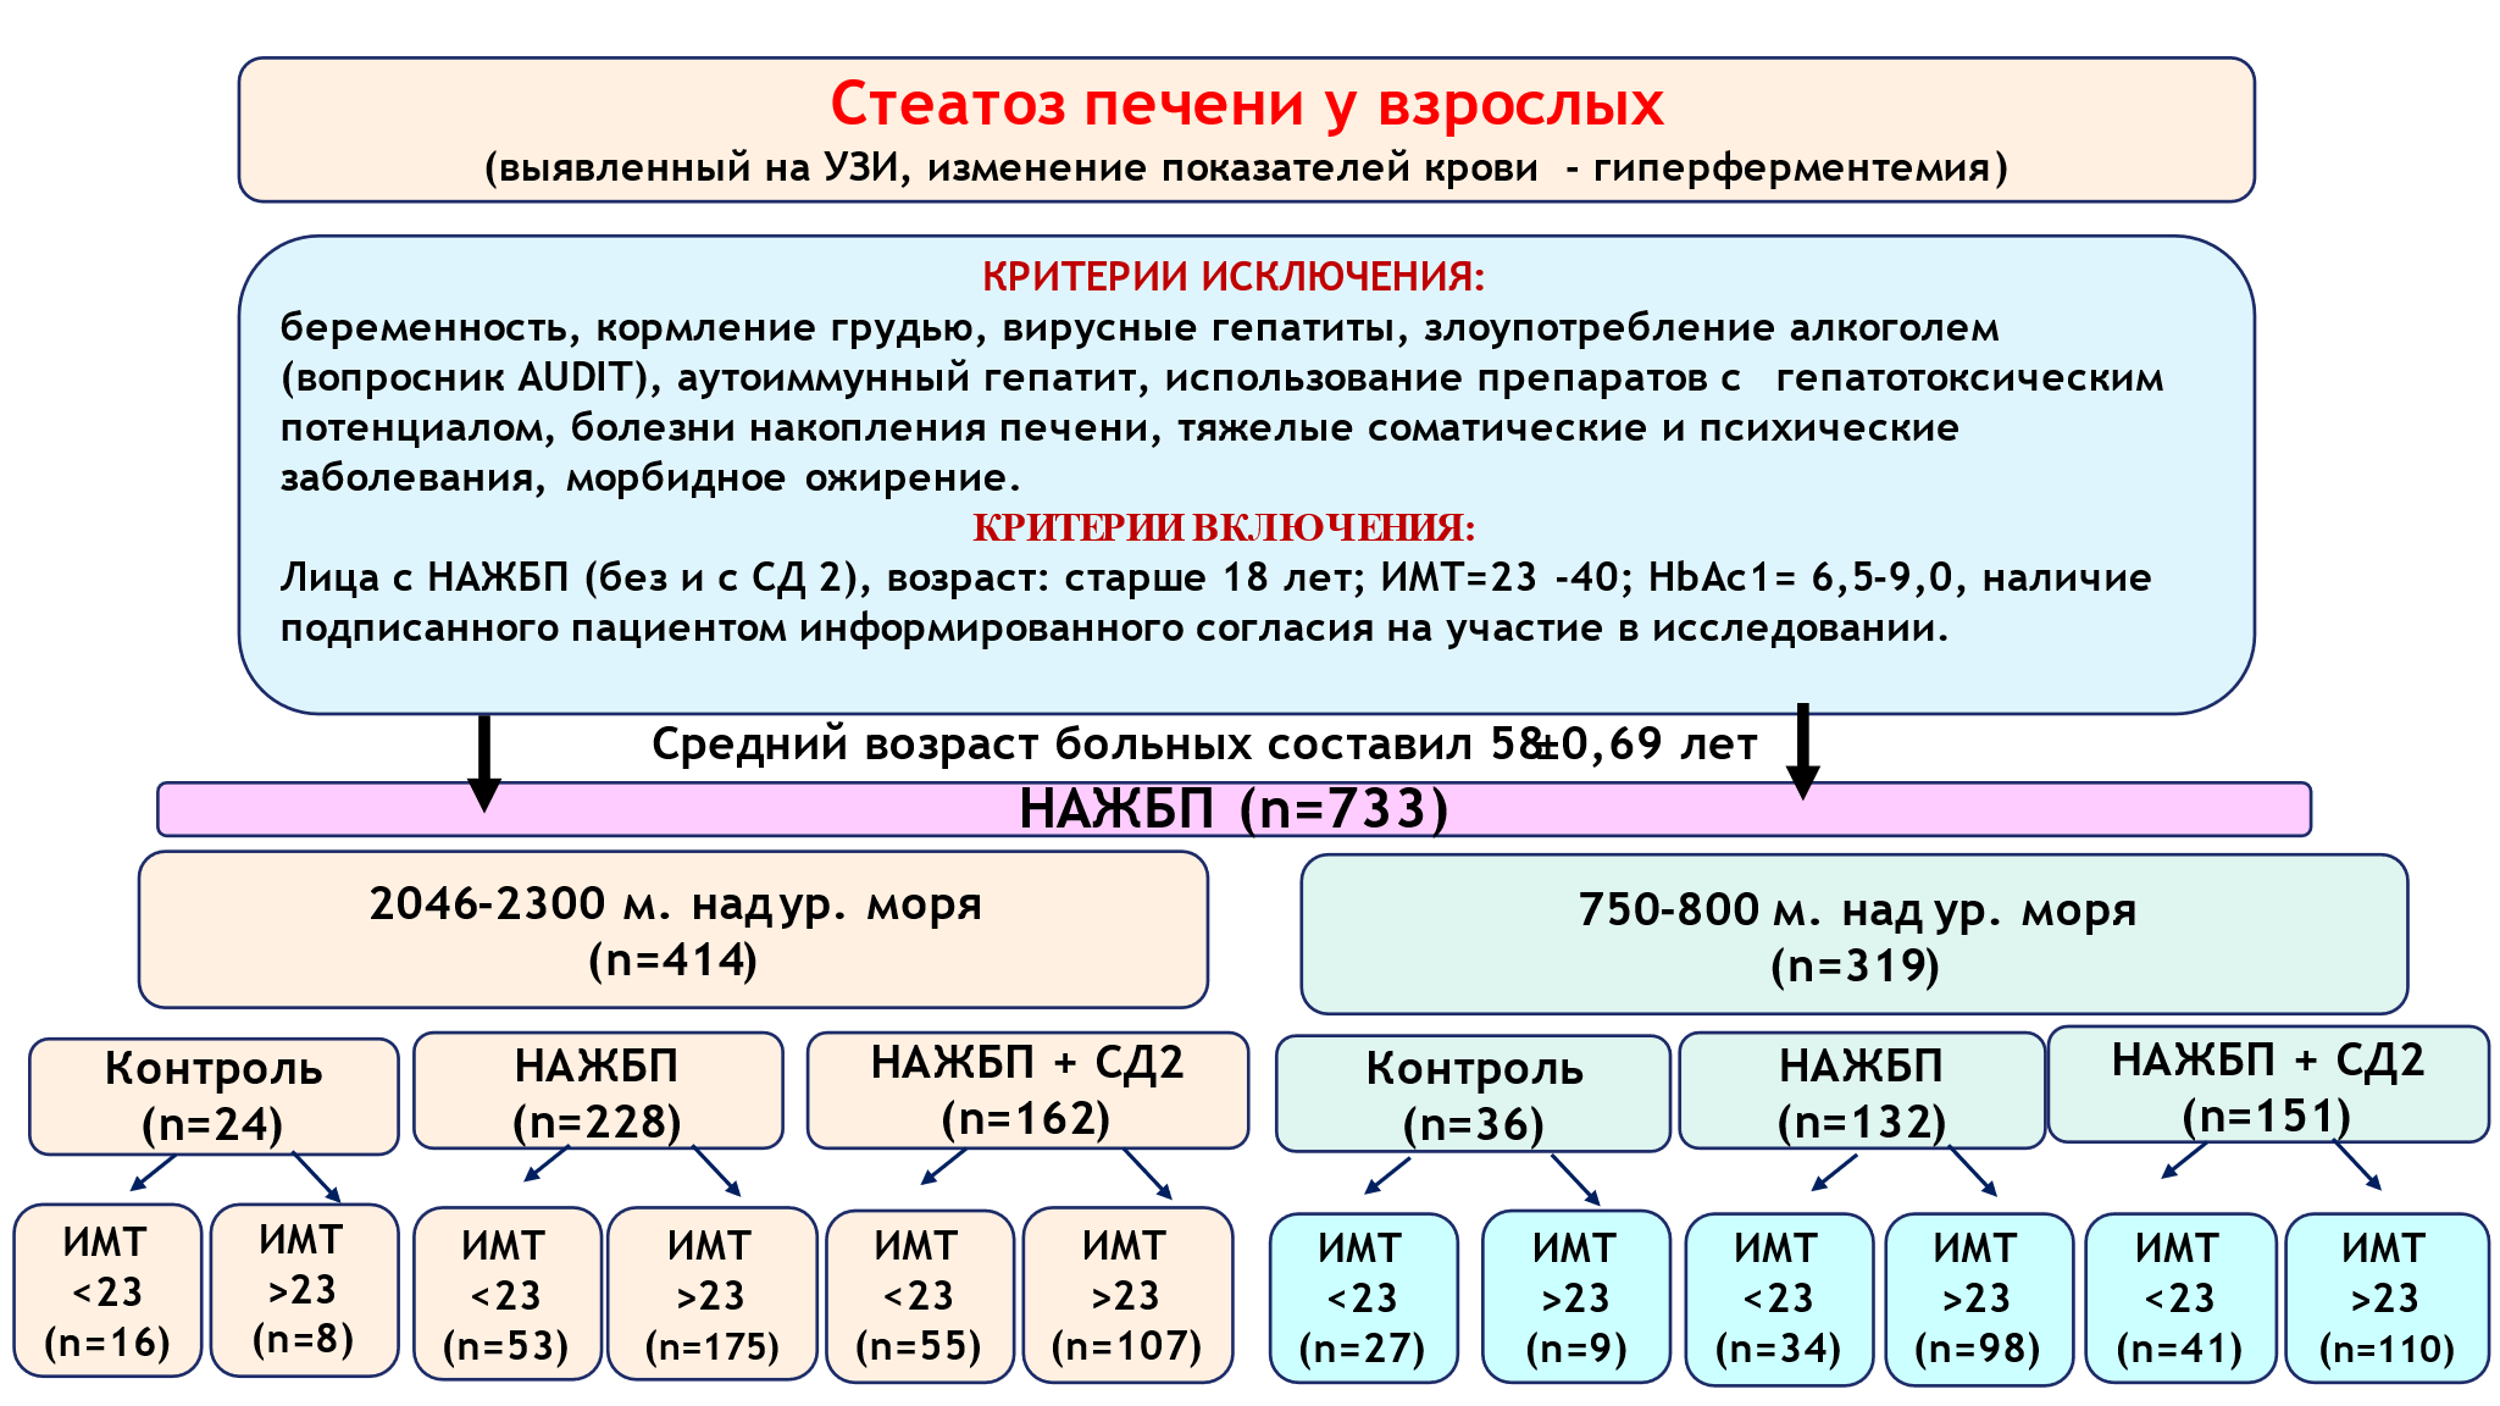 Стеатоз печени у взрослых
(выявленный на УЗИ, изменение показателей крови - гиперферментемия)
КРИТЕРИИ ИСКЛЮЧЕНИЯ:
беременность, кормление грудью, вирусные гепатиты, злоупотребление алкоголем
(вопросник AUDIT), аутоиммунный гепатит, использование препаратов с гепатотоксическим
потенциалом, болезни накопления печени, тяжелые соматические и психические
заболевания, морбидное ожирение.
КРИТЕРИИ ВКЛЮЧЕНИЯ:
Лица с НАЖБП (без и с СД 2), возраст: старше 18 лет; ИМТ=23 -40; HbAc1= 6,5-9,0, наличие
подписанного пациентом информированного согласия на участие в исследовании.
Средний возраст больных составил 58±0,69 лет
НАЖБП (n=733)
2046-2300 м. над ур. моря
(n=414)
750-800 м. над ур. моря
(n=319)
Контроль
(n=24)
НАЖБП
(n=228)
НАЖБП + СД2
(n=162)
Контроль
(n=36)
НАЖБП
(n=132)
НАЖБП + СД2
(n=151)
ИМТ
<23
(n=16)
ИМТ
>23
(n=8)
ИМТ
<23
(n=53)
ИМТ
>23
(n=175)
ИМТ
<23
(n=55)
ИМТ
>23
(n=107)
ИМТ
<23
(n=27)
ИМТ
>23
(n=9)
ИМТ
<23
(n=34)
ИМТ
>23
(n=98)
ИМТ
<23
(n=41)
ИМТ
>23
(n=110)